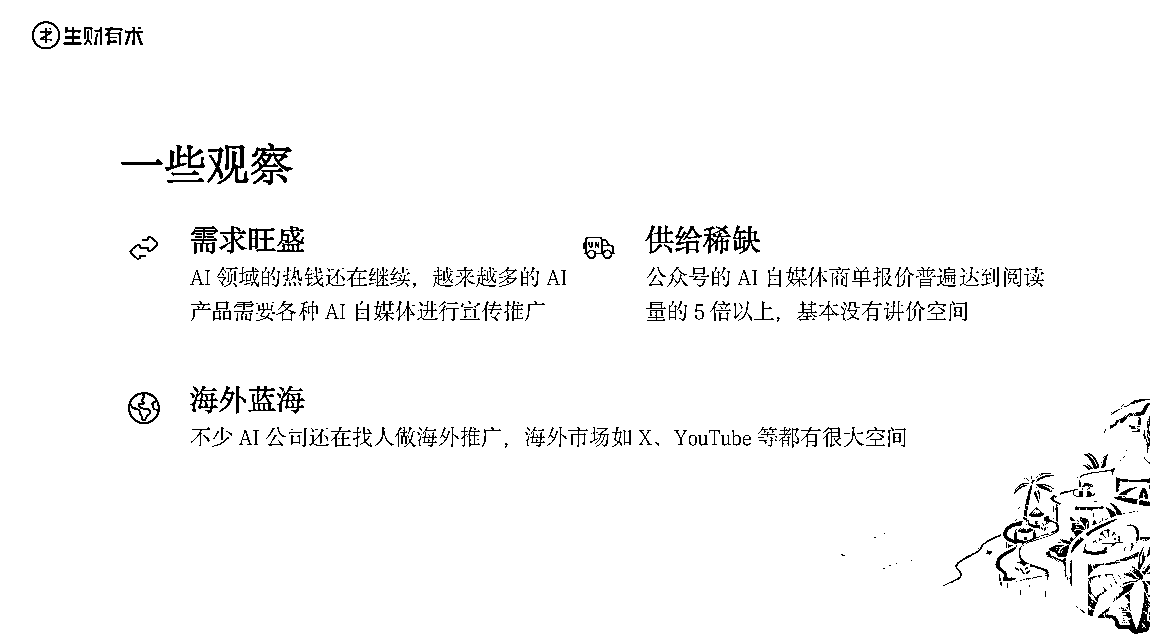 生财有术
一些观察
需求旺盛
AI 领域的热钱还在继续，越来越多的 AI
产品需要各种 AI 自媒体进行宣传推广
供给稀缺
公众号的 AI 自媒体商单报价普遍达到阅读
量的 5 倍以上，基本没有讲价空间
海外蓝海
不少 AI 公司还在找人做海外推广，海外市场如 X、YouTube 等都有很大空间